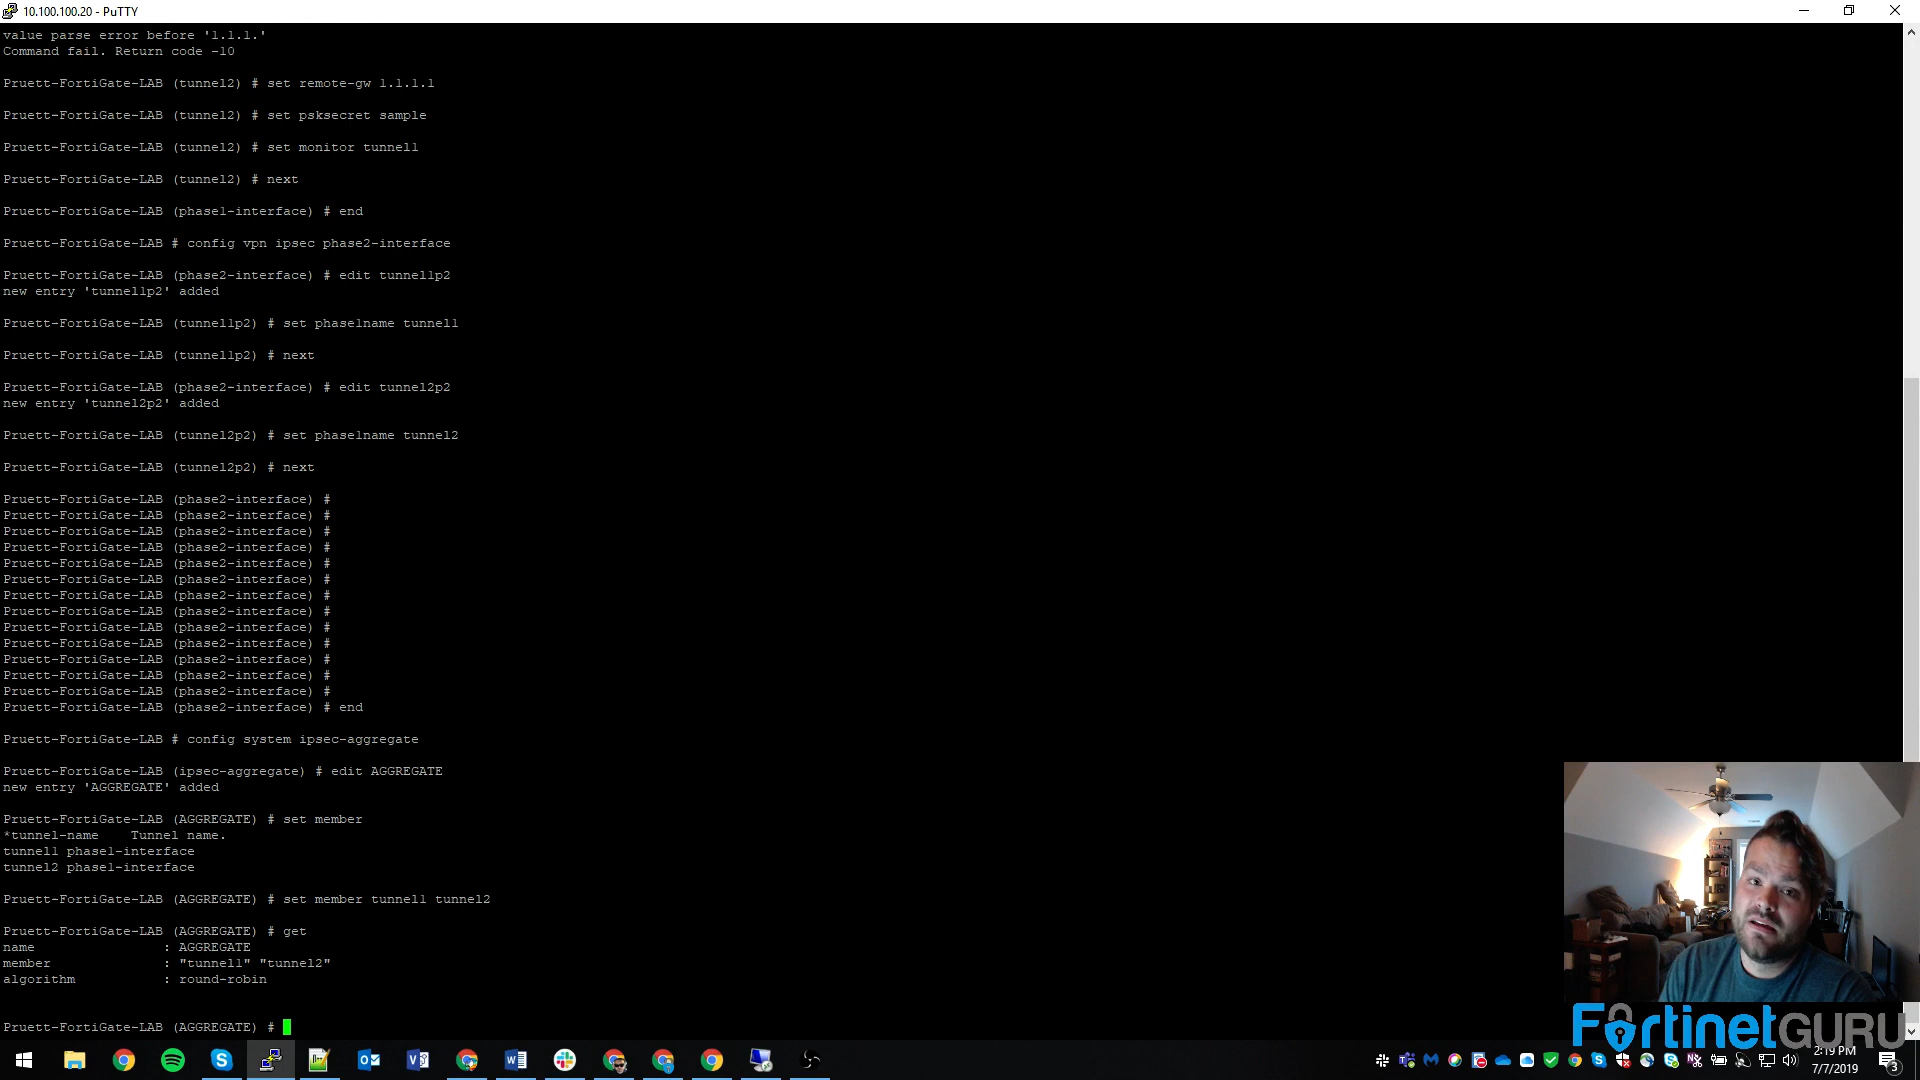 10.100.100.20 - PuTTY
value parse error before '1.1.1.'
Command fail. Return code -10
Pruett-FortiGate-LAB (tunnel2) # set remote-gw 1.1.1.1
Pruett-FortiGate-LAB (tunnel2) # set psksecret sample
Pruett-FortiGate-LAB (tunnel2) # set monitor tunnel1
Pruett-FortiGate-LAB (tunnel2) # next
Pruett-FortiGate-LAB (phase1-interface) # end
Pruett-FortiGate-LAB # config vpn ipsec phase2-interface
Pruett-FortiGate-LAB (phase2-interface) # edit tunnel1p2
new entry 'tunnel1p2' added
Pruett-FortiGate-LAB (tunnel1p2) # set phase1name tunnel1
Pruett-FortiGate-LAB (tunnel1p2) # next
Pruett-FortiGate-LAB (phase2-interface) # edit tunnel2p2
new entry 'tunnel2p2' added
Pruett-FortiGate-LAB (tunnel2p2) # set phase1name tunnel2
Pruett-FortiGate-LAB (tunnel2p2) # next
Pruett-FortiGate-LAB (phase2-interface) #
Pruett-FortiGate-LAB (phase2-interface) #
Pruett-FortiGate-LAB (phase2-interface) #
Pruett-FortiGate-LAB (phase2-interface) #
Pruett-FortiGate-LAB (phase2-interface) #
Pruett-FortiGate-LAB (phase2-interface) #
Pruett-FortiGate-LAB (phase2-interface) #
Pruett-FortiGate-LAB (phase2-interface) #
Pruett-FortiGate-LAB (phase2-interface) #
Pruett-FortiGate-LAB (phase2-interface) #
Pruett-FortiGate-LAB (phase2-interface) #
Pruett-FortiGate-LAB (phase2-interface) #
Pruett-FortiGate-LAB (phase2-interface) #
Pruett-FortiGate-LAB (phase2-interface) # end
Pruett-FortiGate-LAB # config system ipsec-aggregate
Pruett-FortiGate-LAB (ipsec-aggregate) # edit AGGREGATE
new entry 'AGGREGATE' added
Pruett-FortiGate-LAB (AGGREGATE) # set member
*tunnel-name    Tunnel name.
tunnel1 phase1-interface
tunnel2 phase1-interface
Pruett-FortiGate-LAB (AGGREGATE) # set member tunnel1 tunnel2
Pruett-FortiGate-LAB (AGGREGATE) # get
name : AGGREGATE
member : "tunnel1" "tunnel2"
algorithm : round-robin
Pruett-FortiGate-LAB (AGGREGATE) #
FortinetGURU
2:19 PM
7/7/2019
3